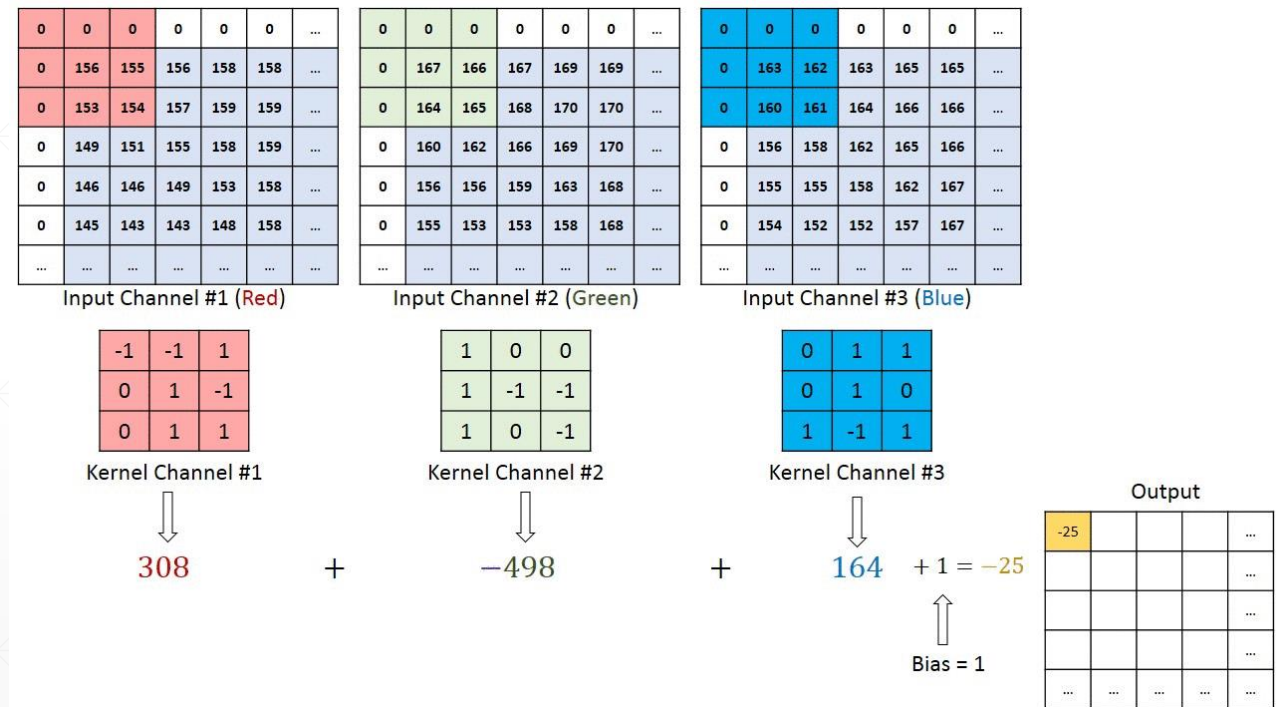 0 0 0 0 0 0 ...
0 156 155 156 158 158 ...
0 153 154 157 159 159 ...
0 149 151 155 158 159 ...
0 146 146 149 153 158 ...
0 145 143 143 148 158 ...
... ... ... ... ... ... ...
Input Channel #1 (Red)
0 0 0 0 0 0 ...
0 167 166 167 169 169 ...
0 164 165 168 170 170 ...
0 160 162 166 169 170 ...
0 156 156 159 163 168 ...
0 155 153 153 158 168 ...
... ... ... ... ... ... ...
Input Channel #2 (Green)
0 0 0 0 0 0 ...
0 163 162 163 165 165 ...
0 160 161 164 166 166 ...
0 156 158 162 165 166 ...
0 155 155 158 162 167 ...
0 154 152 152 157 167 ...
... ... ... ... ... ... ...
Input Channel #3 (Blue)
-1 -1 1
0 1 -1
0 1 1
Kernel Channel #1
1 0 0
1 -1 -1
1 0 -1
Kernel Channel #2
0 1 1
0 1 0
1 -1 1
Kernel Channel #3
308 + −498 + 164 + 1 = −25
Bias = 1
Output
-25 ...
...
...
...
... ... ... ... ...